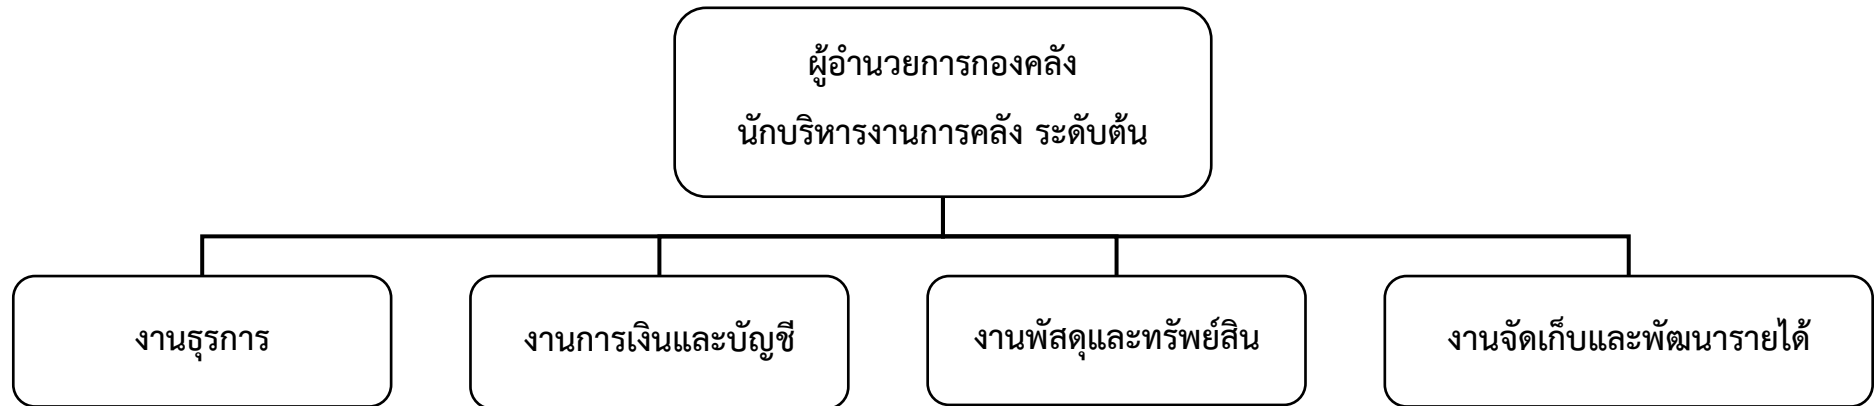 ผู้อำนวยการกองคลัง
นักบริหารงานการคลัง ระดับต้น
งานธุรการ
งานการเงินและบัญชี
งานพัสดุและทรัพย์สิน
งานจัดเก็บและพัฒนารายได้